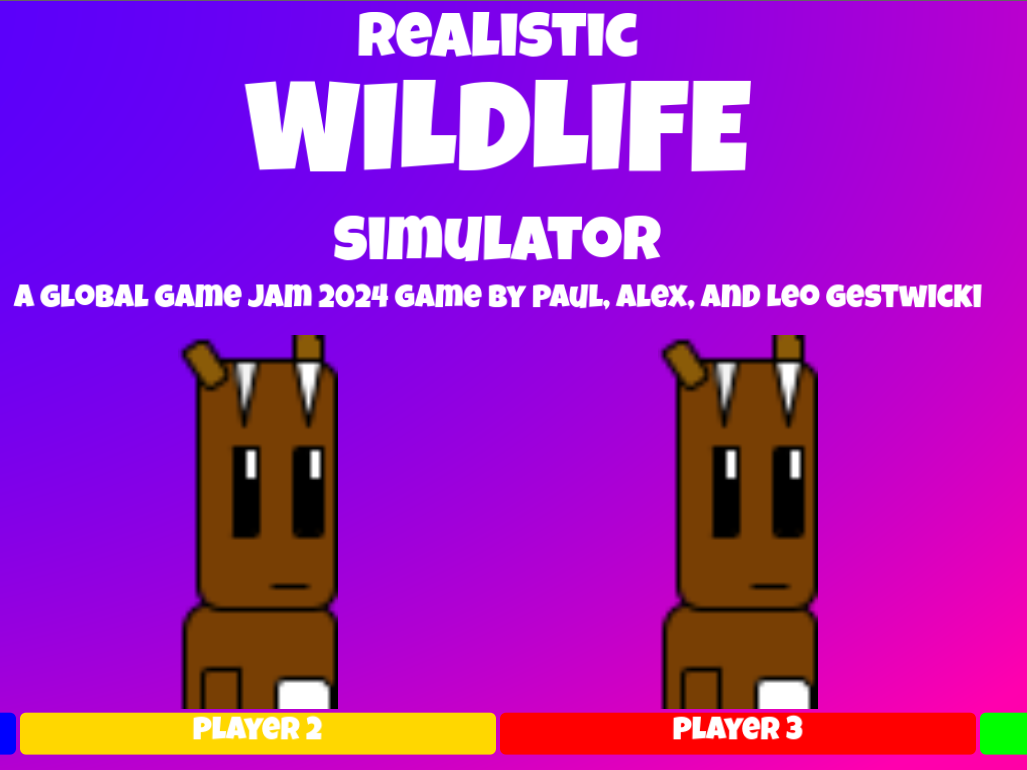 REALISTIC
WILDLIFE
SIMULATOR
A GLOBAL GAME JAM 2024 GAME BY PAUL, ALEX, AND LEO GESTWICKI
PLAYER 2
PLAYER 3